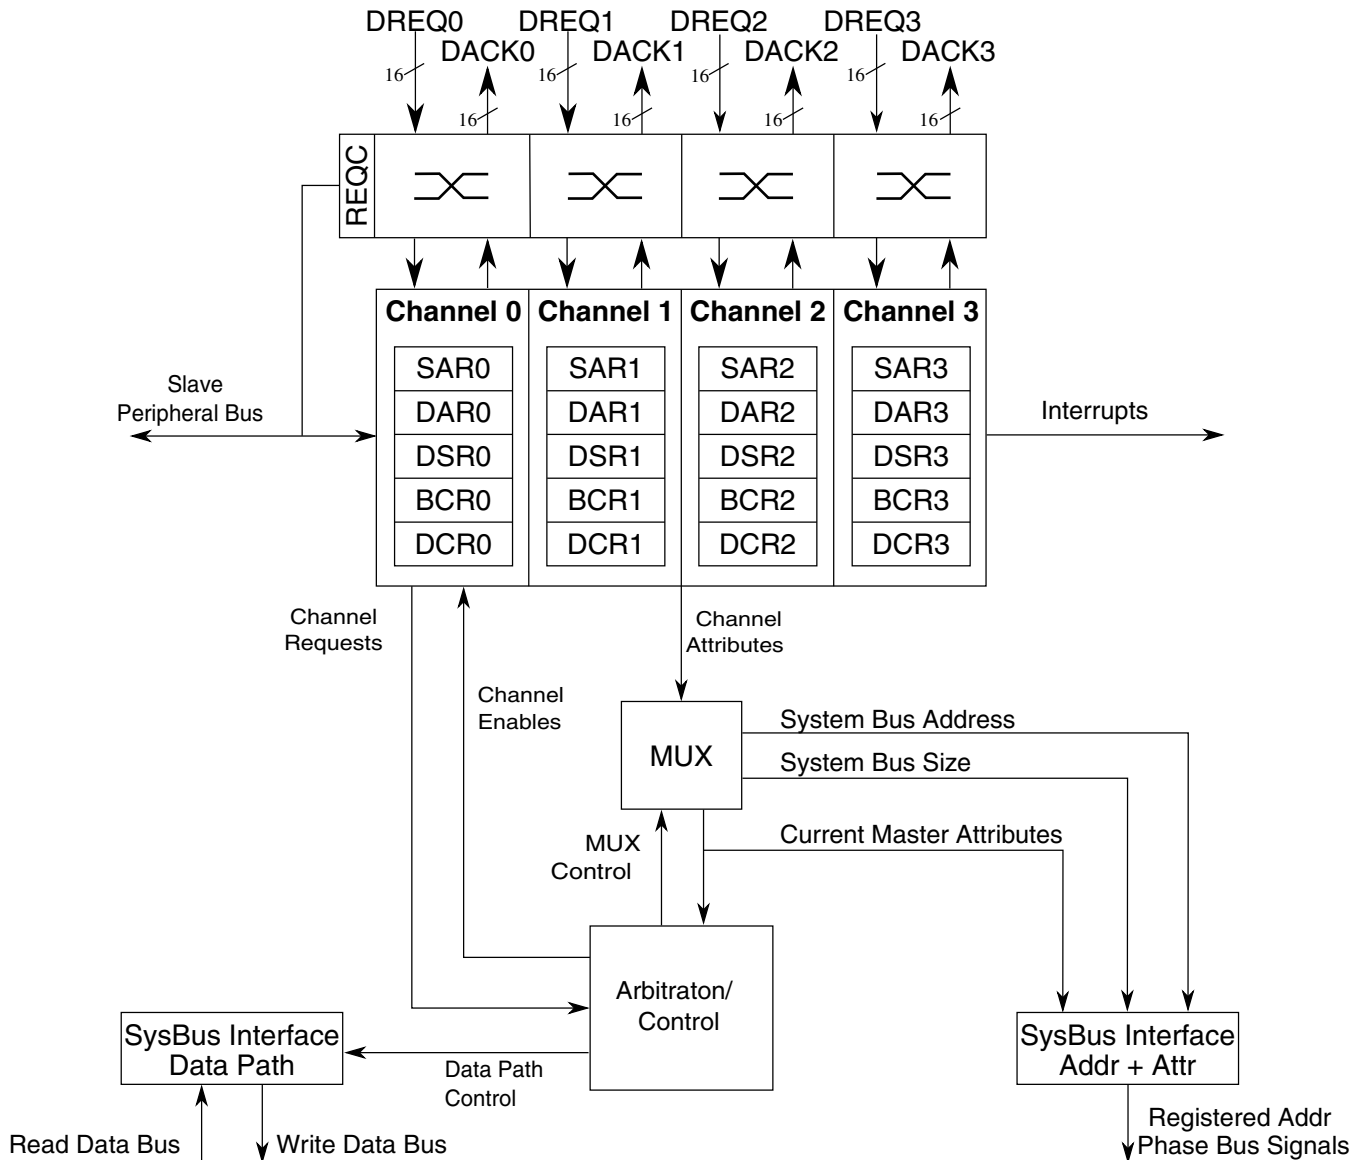 DREQ0 DREQ1 DREQ2 DREQ3
DACK0 DACK1 DACK2 DACK3
16 16 16 16
16 16 16 16
REQC
Channel 0 Channel 1 Channel 2 Channel 3
SAR0 SAR1 SAR2 SAR3
DAR0 DAR1 DAR2 DAR3
DSR0 DSR1 DSR2 DSR3
BCR0 BCR1 BCR2 BCR3
DCR0 DCR1 DCR2 DCR3
Slave
Peripheral Bus
Interrupts
Channel
Requests
Channel
Attributes
Channel
Enables
MUX
System Bus Address
System Bus Size
Current Master Attributes
MUX
Control
Arbitraton/
Control
SysBus Interface
Data Path
Data Path
Control
SysBus Interface
Addr + Attr
Read Data Bus
Write Data Bus
Registered Addr
Phase Bus Signals